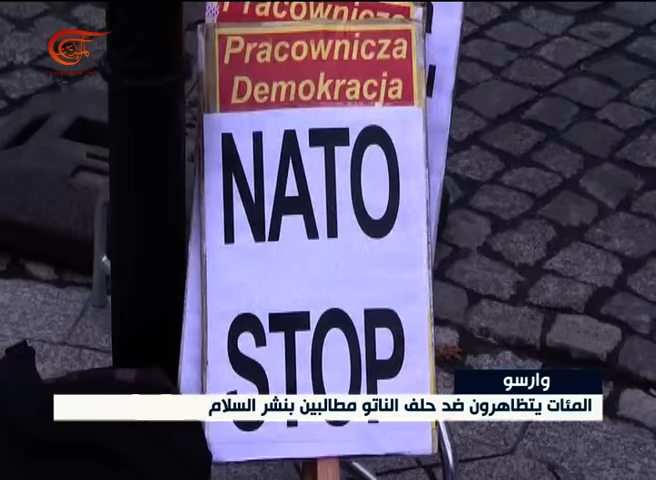 Pracownicza
Pracownicza
Demokracja
NATO
STOP
وارسو
المئات يتظاهرون ضد حلف الناتو مطالبين بنشر السلام